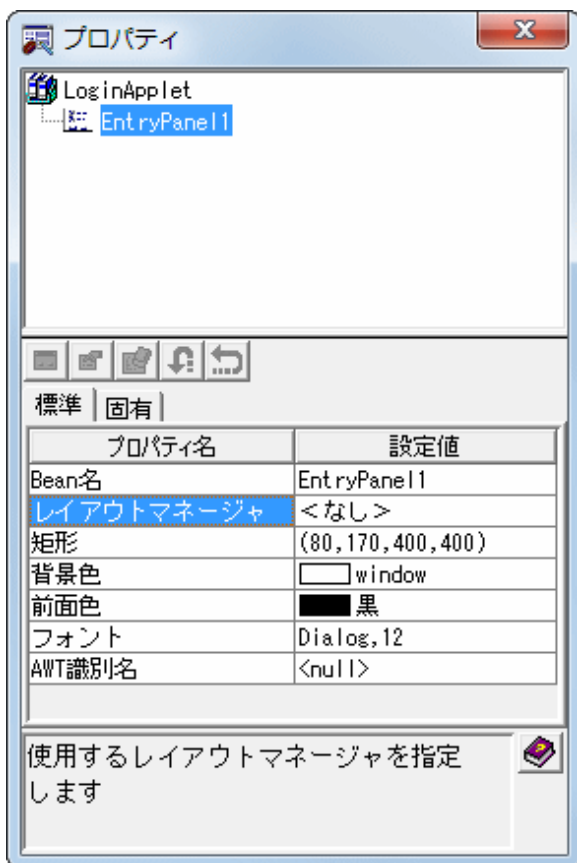 プロパティ
LoginApplet
EntryPanel1
標準 固有
プロパティ名 設定値
Bean名 EntryPanel1
レイアウトマネージャ <なし>
矩形 (80,170,400,400)
背景色 window
前面色 黒
フォント Dialog,12
AWT識別名 <null>
使用するレイアウトマネージャを指定
します